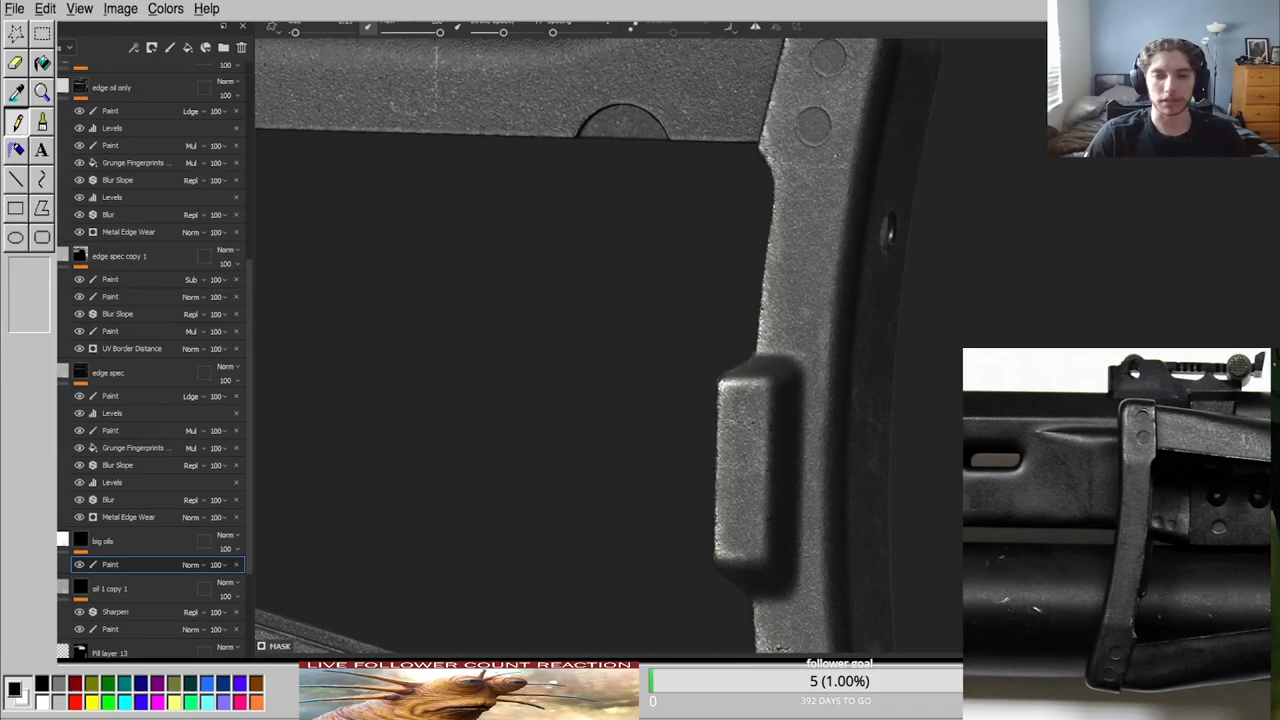 File Edit View Image Colors Help
Norm
100
edge oil only
Norm
100
Paint Ldge 100
Levels
Paint Mul 100
Grunge Fingerprints ... Mul 100
Blur Slope Repl 100
Levels
Blur Repl 100
Metal Edge Wear Norm 100
edge spec copy 1
Norm
100
Paint Sub 100
Paint Norm 100
Blur Slope Repl 100
Paint Mul 100
UV Border Distance Norm 100
edge spec
Norm
100
Paint Ldge 100
Levels
Paint Mul 100
Grunge Fingerprints ... Mul 100
Blur Slope Repl 100
Levels
Blur Repl 100
Metal Edge Wear Norm 100
big oils
Norm
100
Paint Norm 100
oil 1 copy 1
Norm
100
Sharpen Repl 100
Paint Norm 100
Fill layer 13
Norm
MASK
LIVE FOLLOWER COUNT REACTION
follower goal
5 (1.00%)
0
392 DAYS TO GO